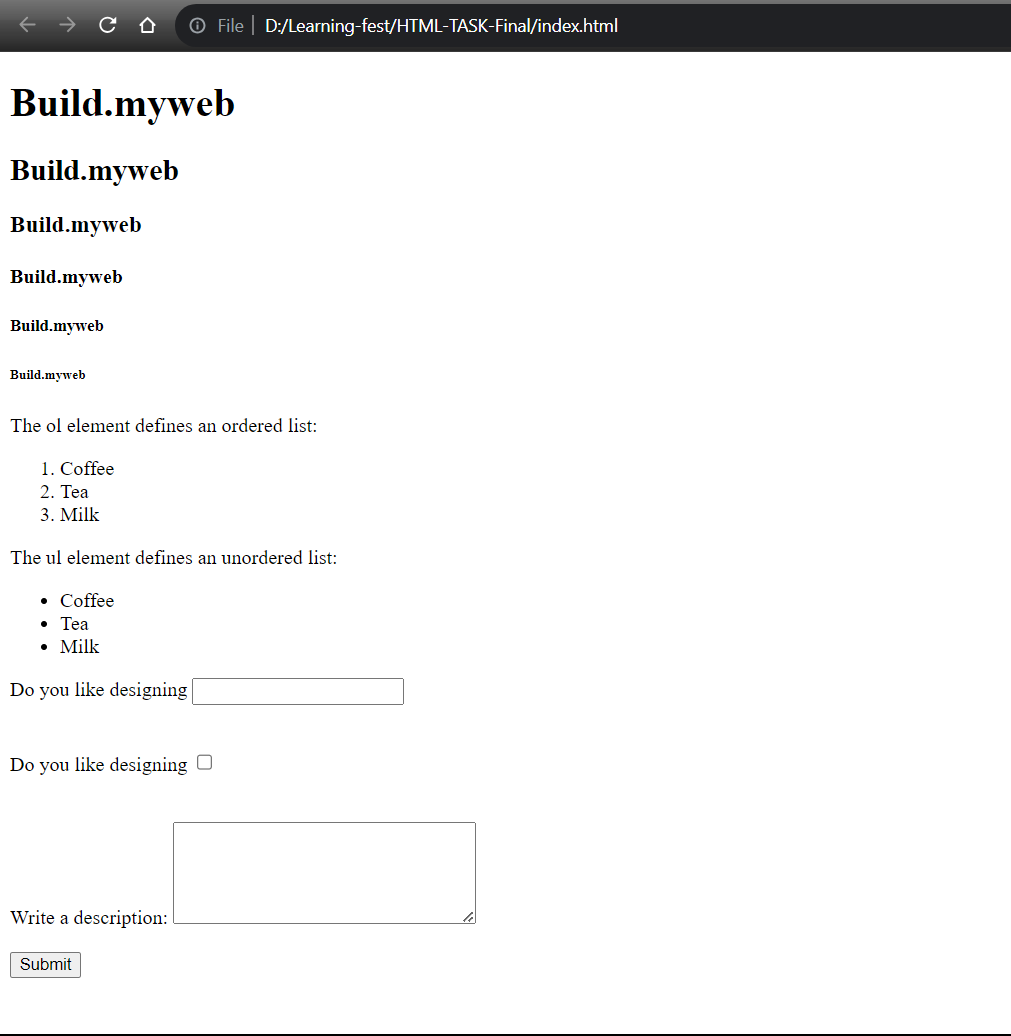 File | D:/Learning-fest/HTML-TASK-Final/index.html
Build.myweb
Build.myweb
Build.myweb
Build.myweb
Build.myweb
Build.myweb
The ol element defines an ordered list:
1. Coffee
2. Tea
3. Milk
The ul element defines an unordered list:
• Coffee
• Tea
• Milk
Do you like designing
Do you like designing
Write a description:
Submit